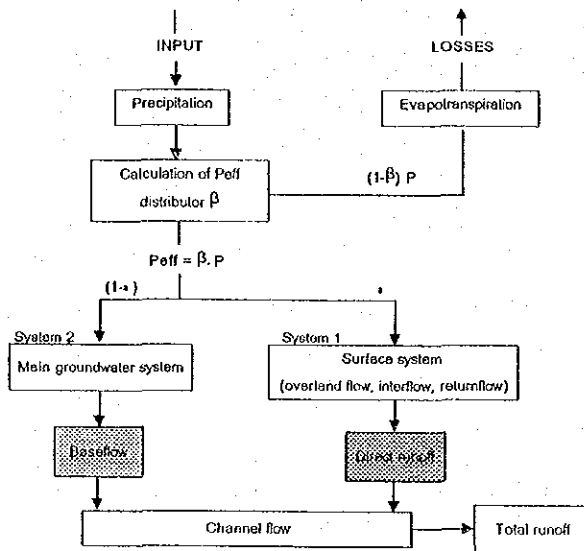 INPUT
LOSSES
Precipitation
Evapotranspiration
Calculation of Peff
distributor β
(1-β) P
Peff = β. P
(1-a)
a
System 2
System 1
Main groundwater system
Surface system
(overland flow, interflow, returnflow)
Baseflow
Direct runoff
Channel flow
Total runoff